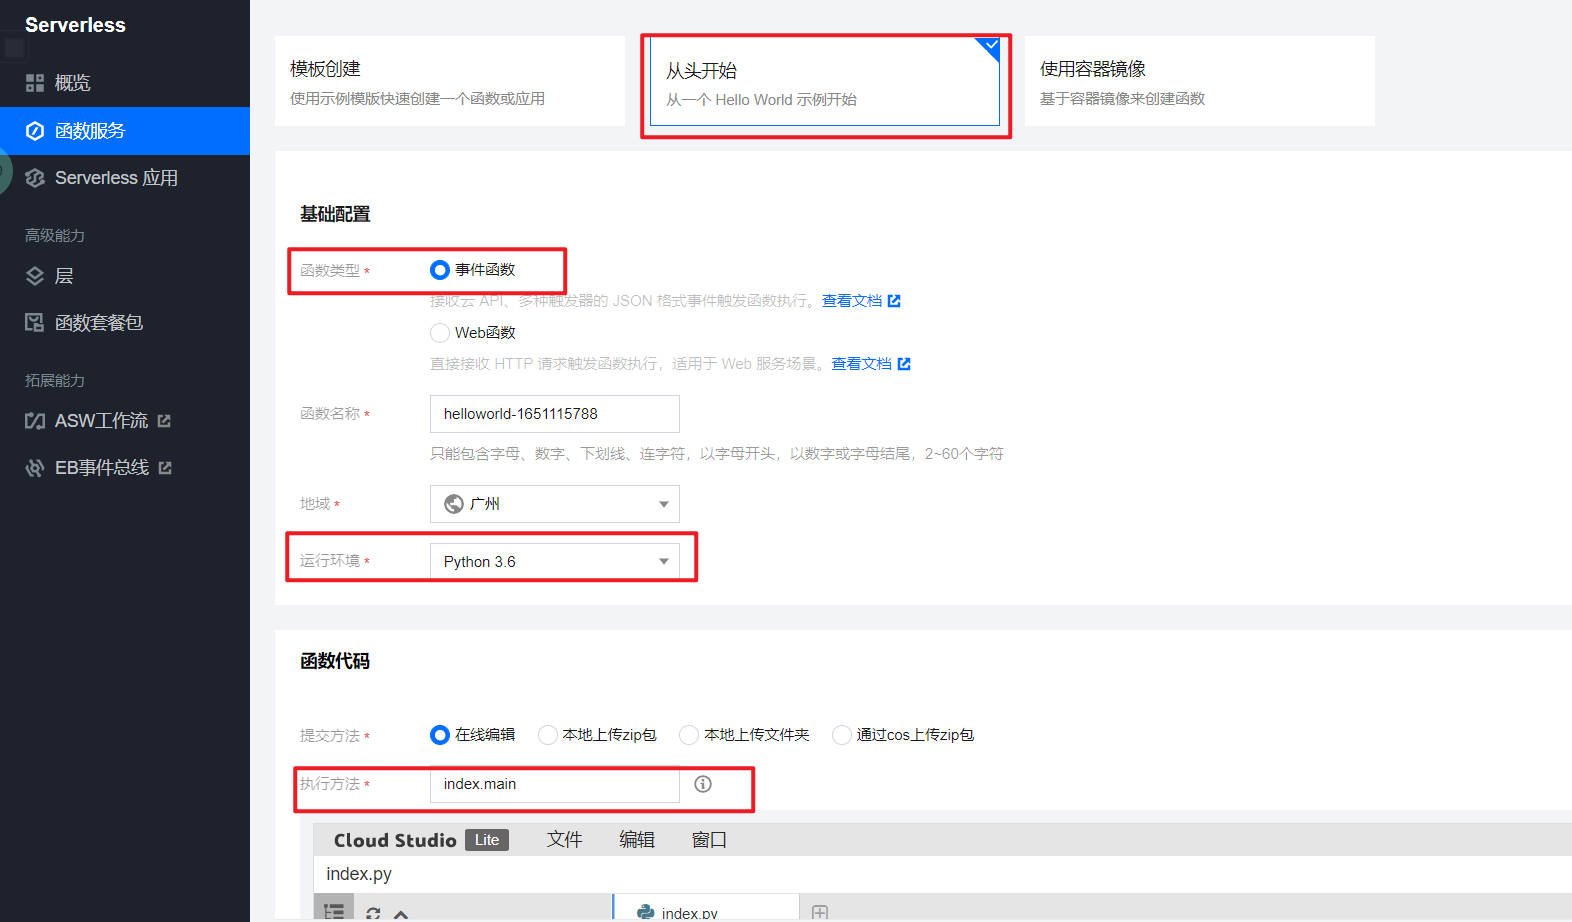 Serverless
概览
函数服务
Serverless 应用
高级能力
层
函数套餐包
拓展能力
ASW工作流
EB事件总线
模板创建
使用示例模版快速创建一个函数或应用
从头开始
从一个 Hello World 示例开始
使用容器镜像
基于容器镜像来创建函数
基础配置
函数类型 * 事件函数
接收云 API、多种触发器的 JSON 格式事件触发函数执行。查看文档
Web函数
直接接收 HTTP 请求触发函数执行，适用于 Web 服务场景。查看文档
函数名称 * helloworld-1651115788
只能包含字母、数字、下划线、连字符，以字母开头，以数字或字母结尾，2~60个字符
地域 * 广州
运行环境 * Python 3.6
函数代码
提交方法 * 在线编辑 本地上传zip包 本地上传文件夹 通过cos上传zip包
执行方法 * index.main
Cloud Studio Lite 文件 编辑 窗口
index.py
index.py